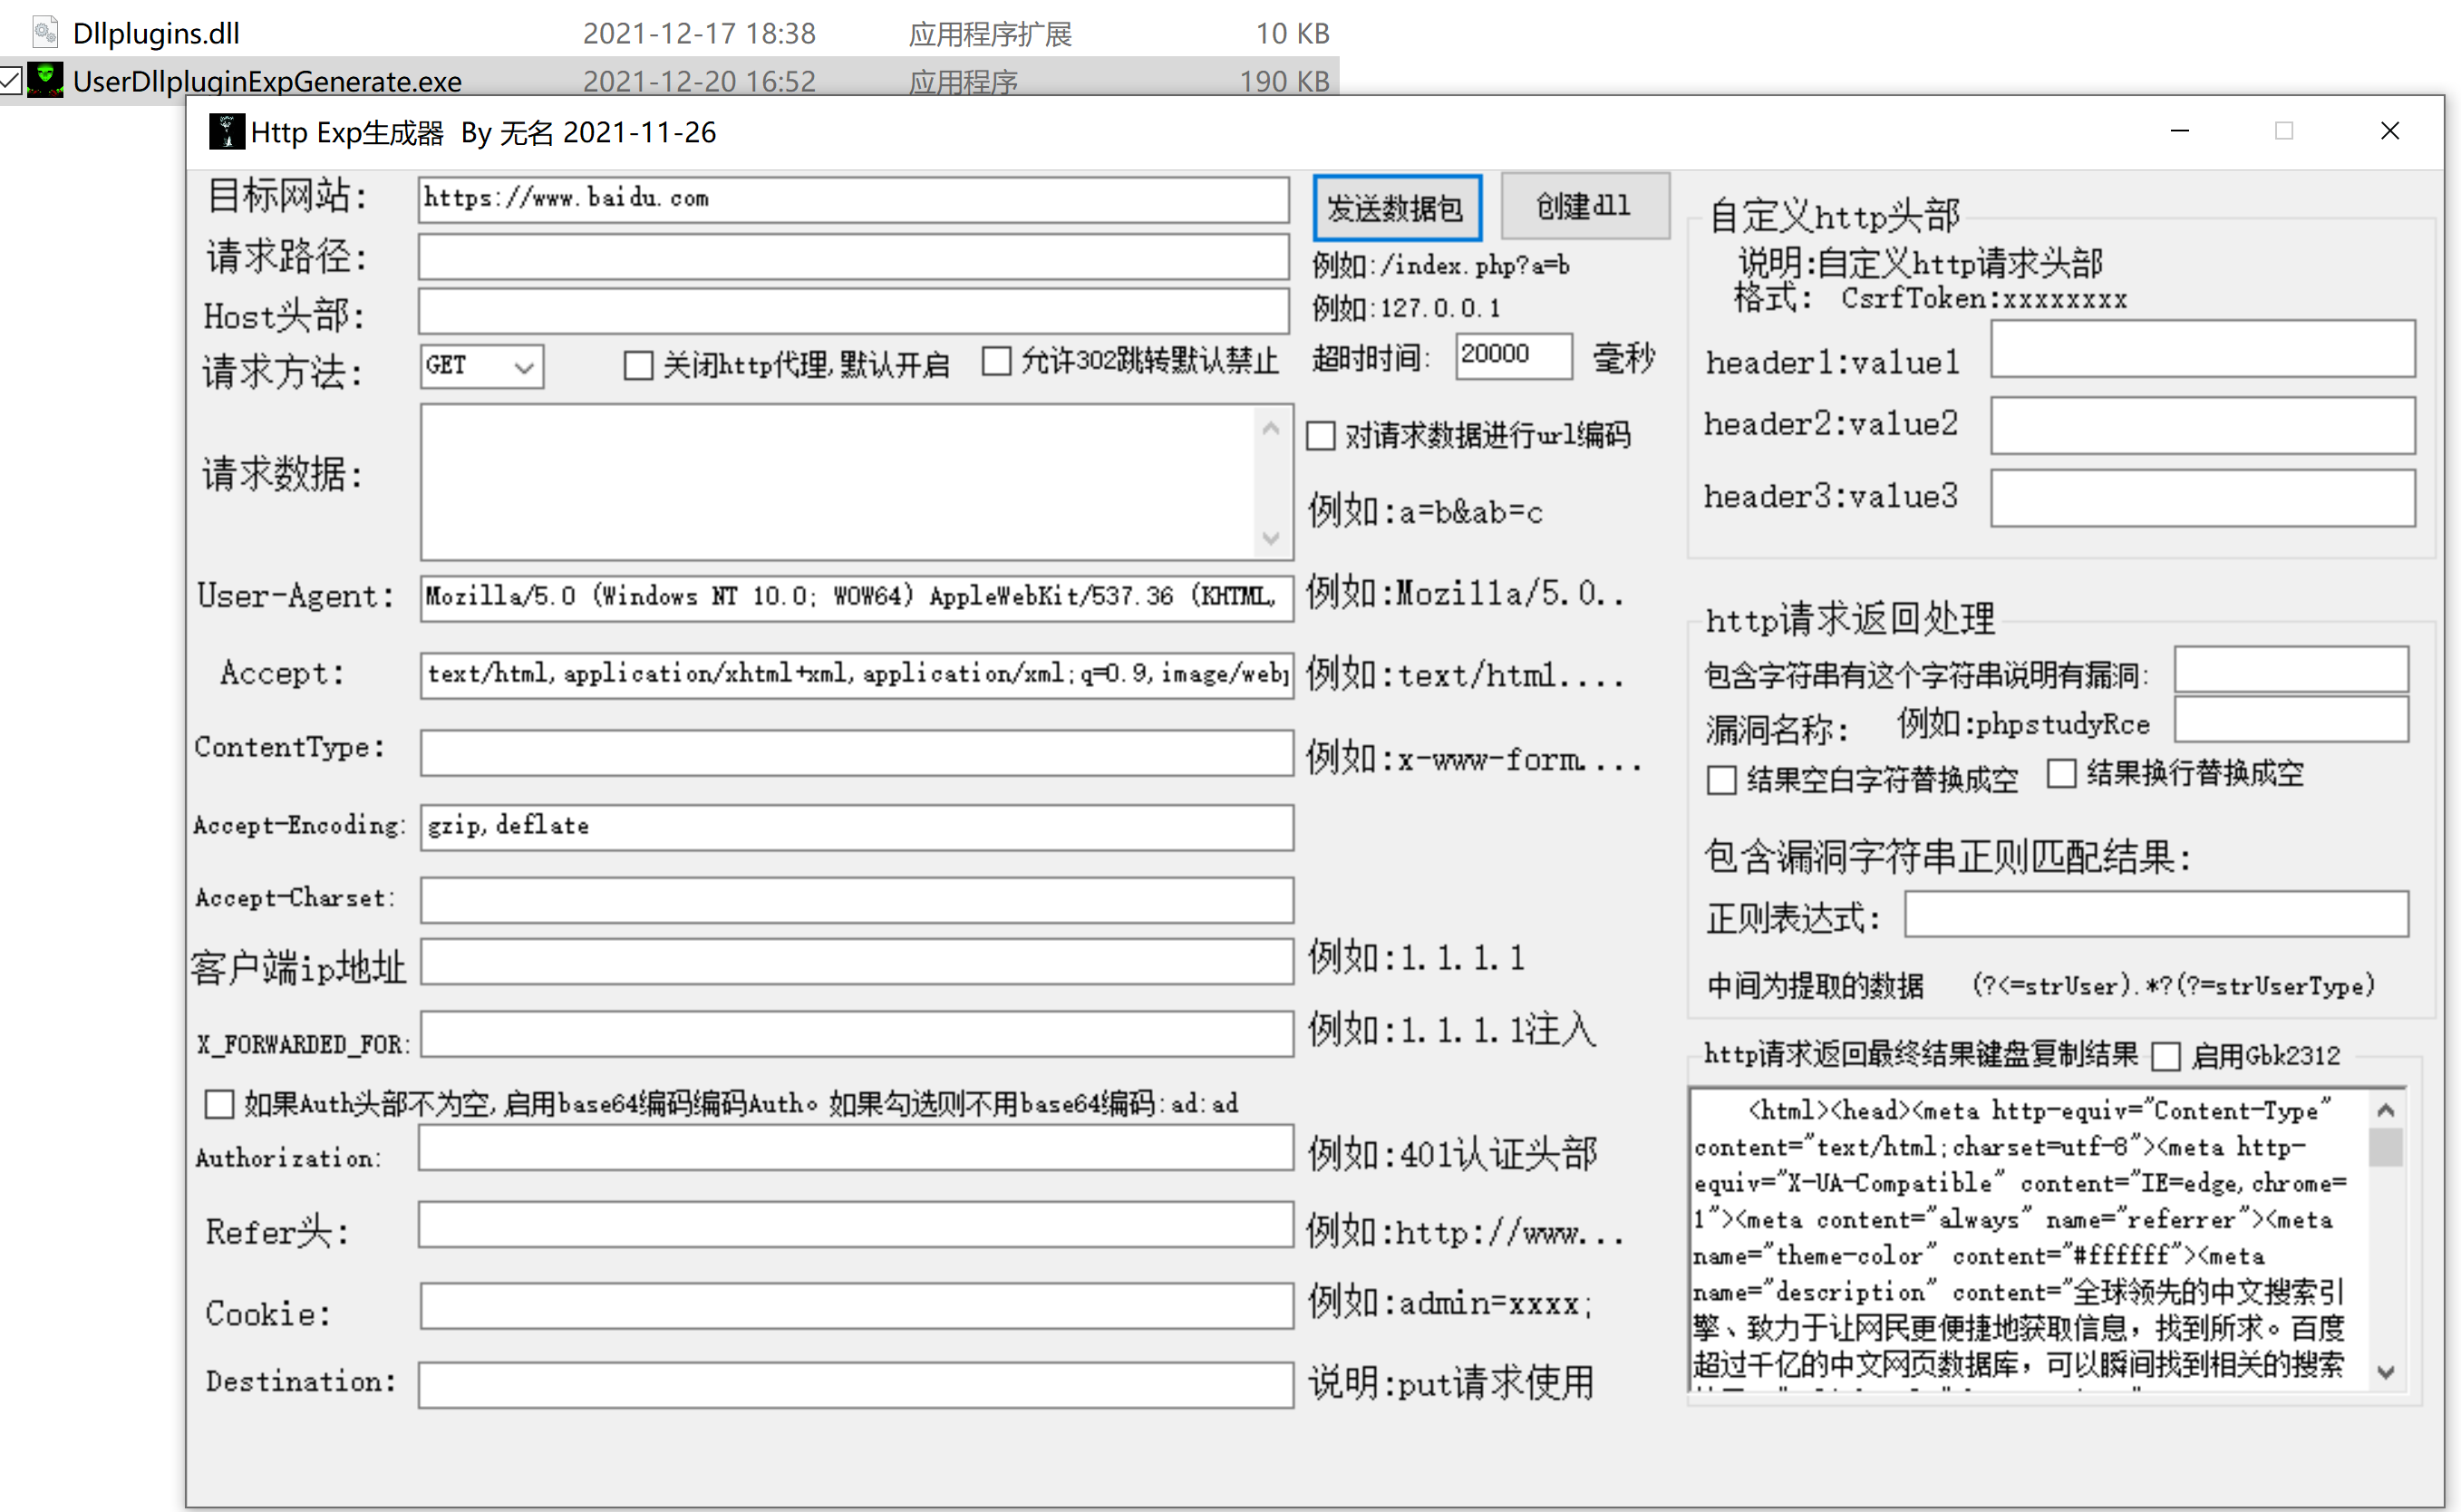 Dllplugins.dll 2021-12-17 18:38 应用程序扩展 10 KB
UserDllpluginExpGenerate.exe 2021-12-20 16:52 应用程序 190 KB
Http Exp生成器 By 无名 2021-11-26
目标网站: https://www.baidu.com 发送数据包 创建dll
请求路径: 例如:/index.php?a=b
Host头部: 例如:127.0.0.1
请求方法: GET 关闭http代理,默认开启 允许302跳转默认禁止 超时时间: 20000 毫秒
请求数据: 对请求数据进行url编码
例如:a=b&ab=c
User-Agent: Mozilla/5.0 (Windows NT 10.0; WOW64) AppleWebKit/537.36 (KHTML, 例如:Mozilla/5.0..
Accept: text/html,application/xhtml+xml,application/xml;q=0.9,image/web 例如:text/html....
ContentType: 例如:x-www-form....
Accept-Encoding: gzip,deflate
Accept-Charset:
客户端ip地址 例如:1.1.1.1
X_FORWARDED_FOR: 例如:1.1.1.1注入
如果Auth头部不为空,启用base64编码编码Auth。如果勾选则不用base64编码:ad:ad
Authorization: 例如:401认证头部
Refer头: 例如:http://www...
Cookie: 例如:admin=xxxx;
Destination: 说明:put请求使用
自定义http头部
说明:自定义http请求头部
格式: CsrfToken:xxxxxxxx
header1:value1
header2:value2
header3:value3
http请求返回处理
包含字符串有这个字符串说明有漏洞:
漏洞名称: 例如:phpstudyRce
结果空白字符替换成空 结果换行替换成空
包含漏洞字符串正则匹配结果:
正则表达式:
中间为提取的数据 (?<=strUser).*?(?=strUserType)
http请求返回最终结果键盘复制结果 启用Gbk2312
<html><head><meta http-equiv="Content-Type"
content="text/html;charset=utf-8"><meta http-
equiv="X-UA-Compatible" content="IE=edge,chrome=
1"><meta content="always" name="referrer"><meta
name="theme-color" content="#ffffff"><meta
name="description" content="全球领先的中文搜索引
擎、致力于让网民更便捷地获取信息，找到所求。百度
超过千亿的中文网页数据库，可以瞬间找到相关的搜索